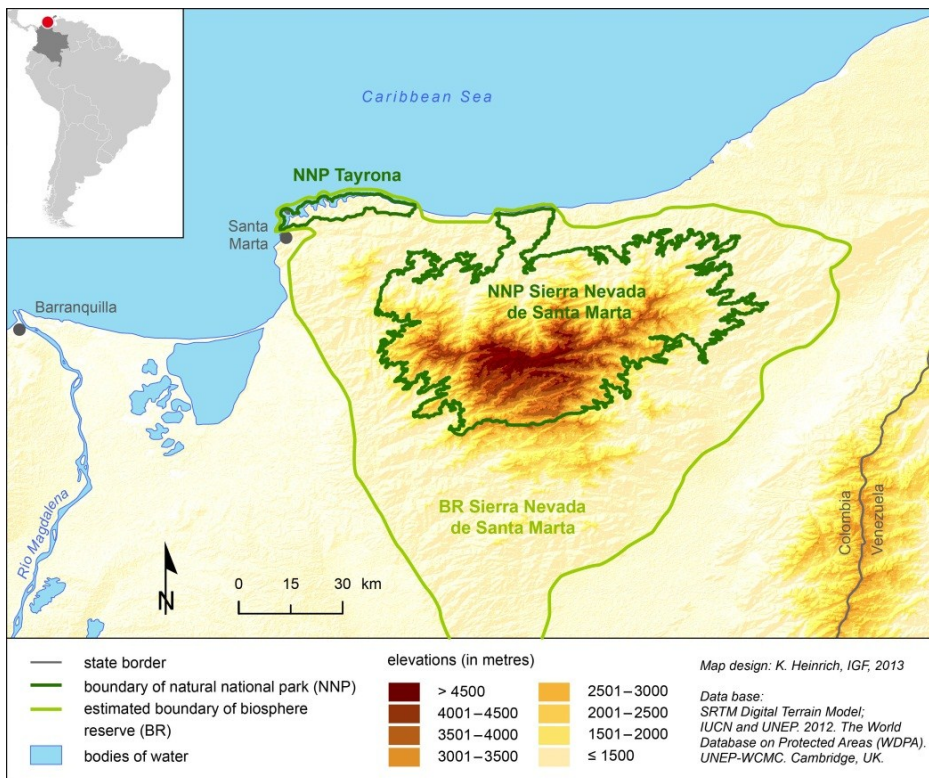 Caribbean Sea
NNP Tayrona
Santa
Marta
Barranquilla
NNP Sierra Nevada
de Santa Marta
BR Sierra Nevada
de Santa Marta
Rio Magdalena
Colombia
Venezuela
N
0 15 30 km
state border
boundary of natural national park (NNP)
estimated boundary of biosphere
reserve (BR)
bodies of water
elevations (in metres)
> 4500
4001–4500
3501–4000
3001–3500
2501–3000
2001–2500
1501–2000
≤ 1500
Map design: K. Heinrich, IGF, 2013
Data base:
SRTM Digital Terrain Model;
IUCN and UNEP. 2012. The World
Database on Protected Areas (WDPA).
UNEP-WCMC. Cambridge, UK.